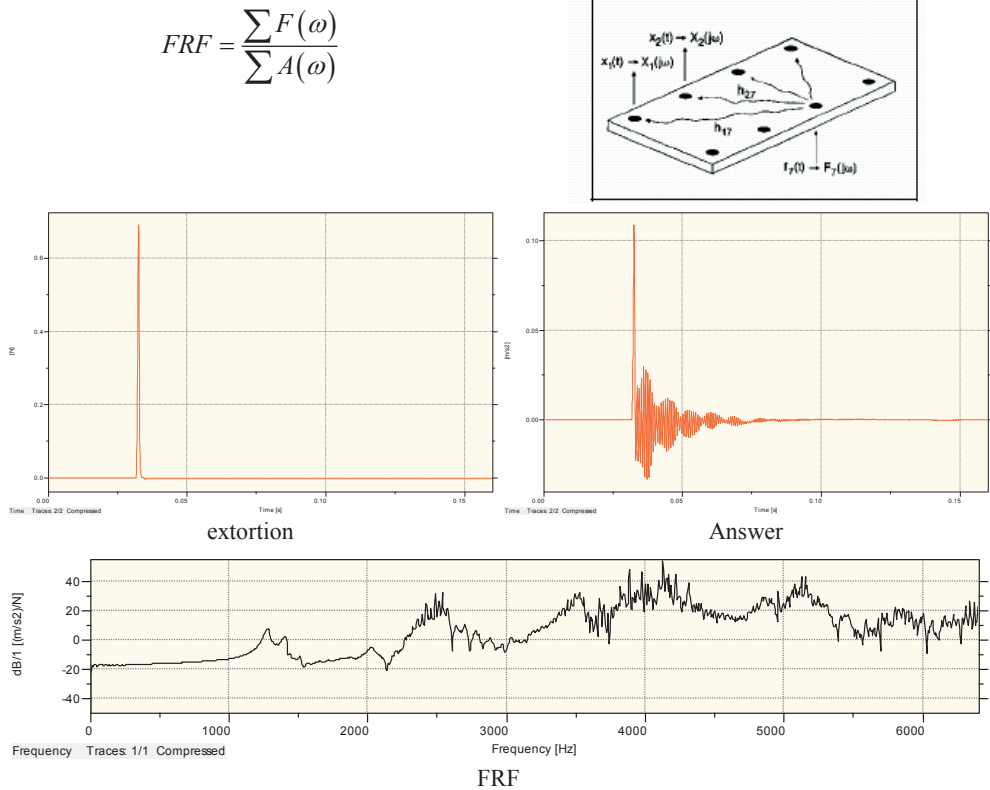 FRF = ∑ F(ω) / ∑ A(ω)
x₂(t) → X₂(jω)
x₁(t) → X₁(jω)
h₂₇
h₁₇
f₇(t) → F₇(jω)
0.6
0.4
0.2
0.0
[N]
0.00 0.05 0.10 0.15
Time Traces: 2/2 Compressed
Time [s]
extortion
0.10
0.05
0.00
[m/s2]
0.00 0.05 0.10 0.15
Time Traces: 2/2 Compressed
Time [s]
Answer
40
20
0
-20
-40
dB/1 [(m/s2)/N]
0 1000 2000 3000 4000 5000 6000
Frequency Traces: 1/1 Compressed
Frequency [Hz]
FRF